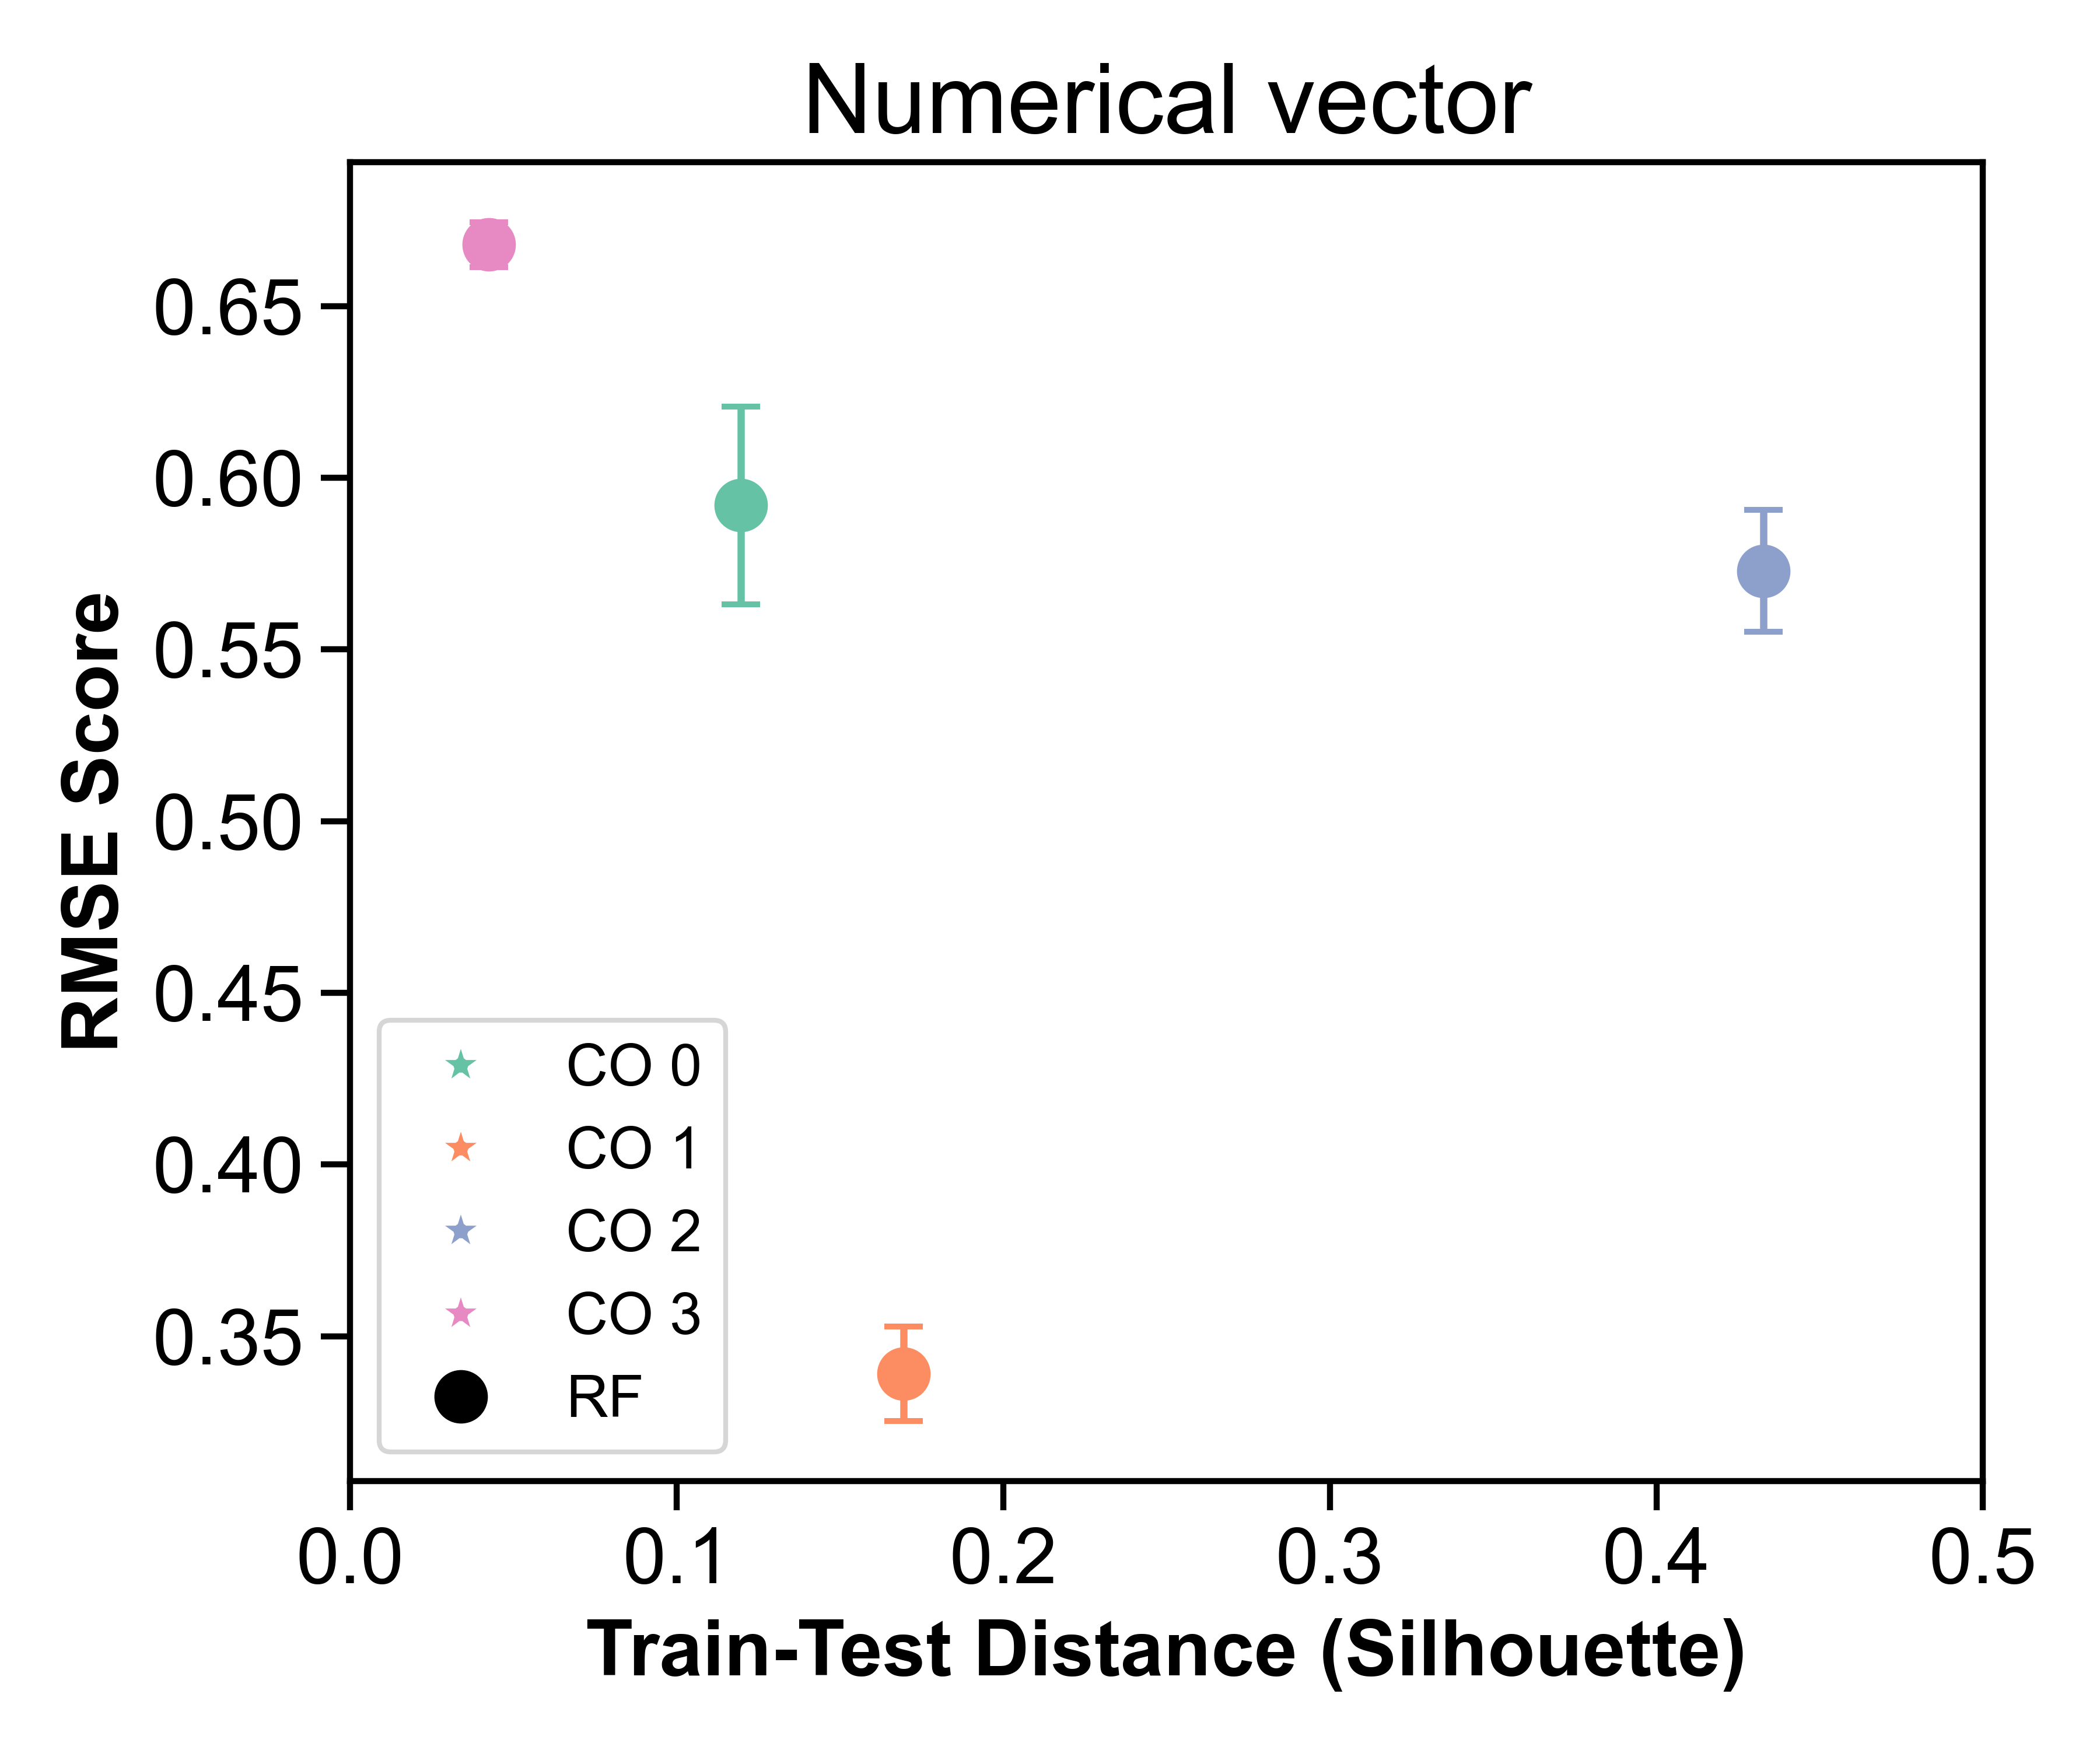 Numerical vector
RMSE Score
0.65
0.60
0.55
0.50
0.45
0.40
0.35
CO 0
CO 1
CO 2
CO 3
RF
0.0 0.1 0.2 0.3 0.4 0.5
Train-Test Distance (Silhouette)